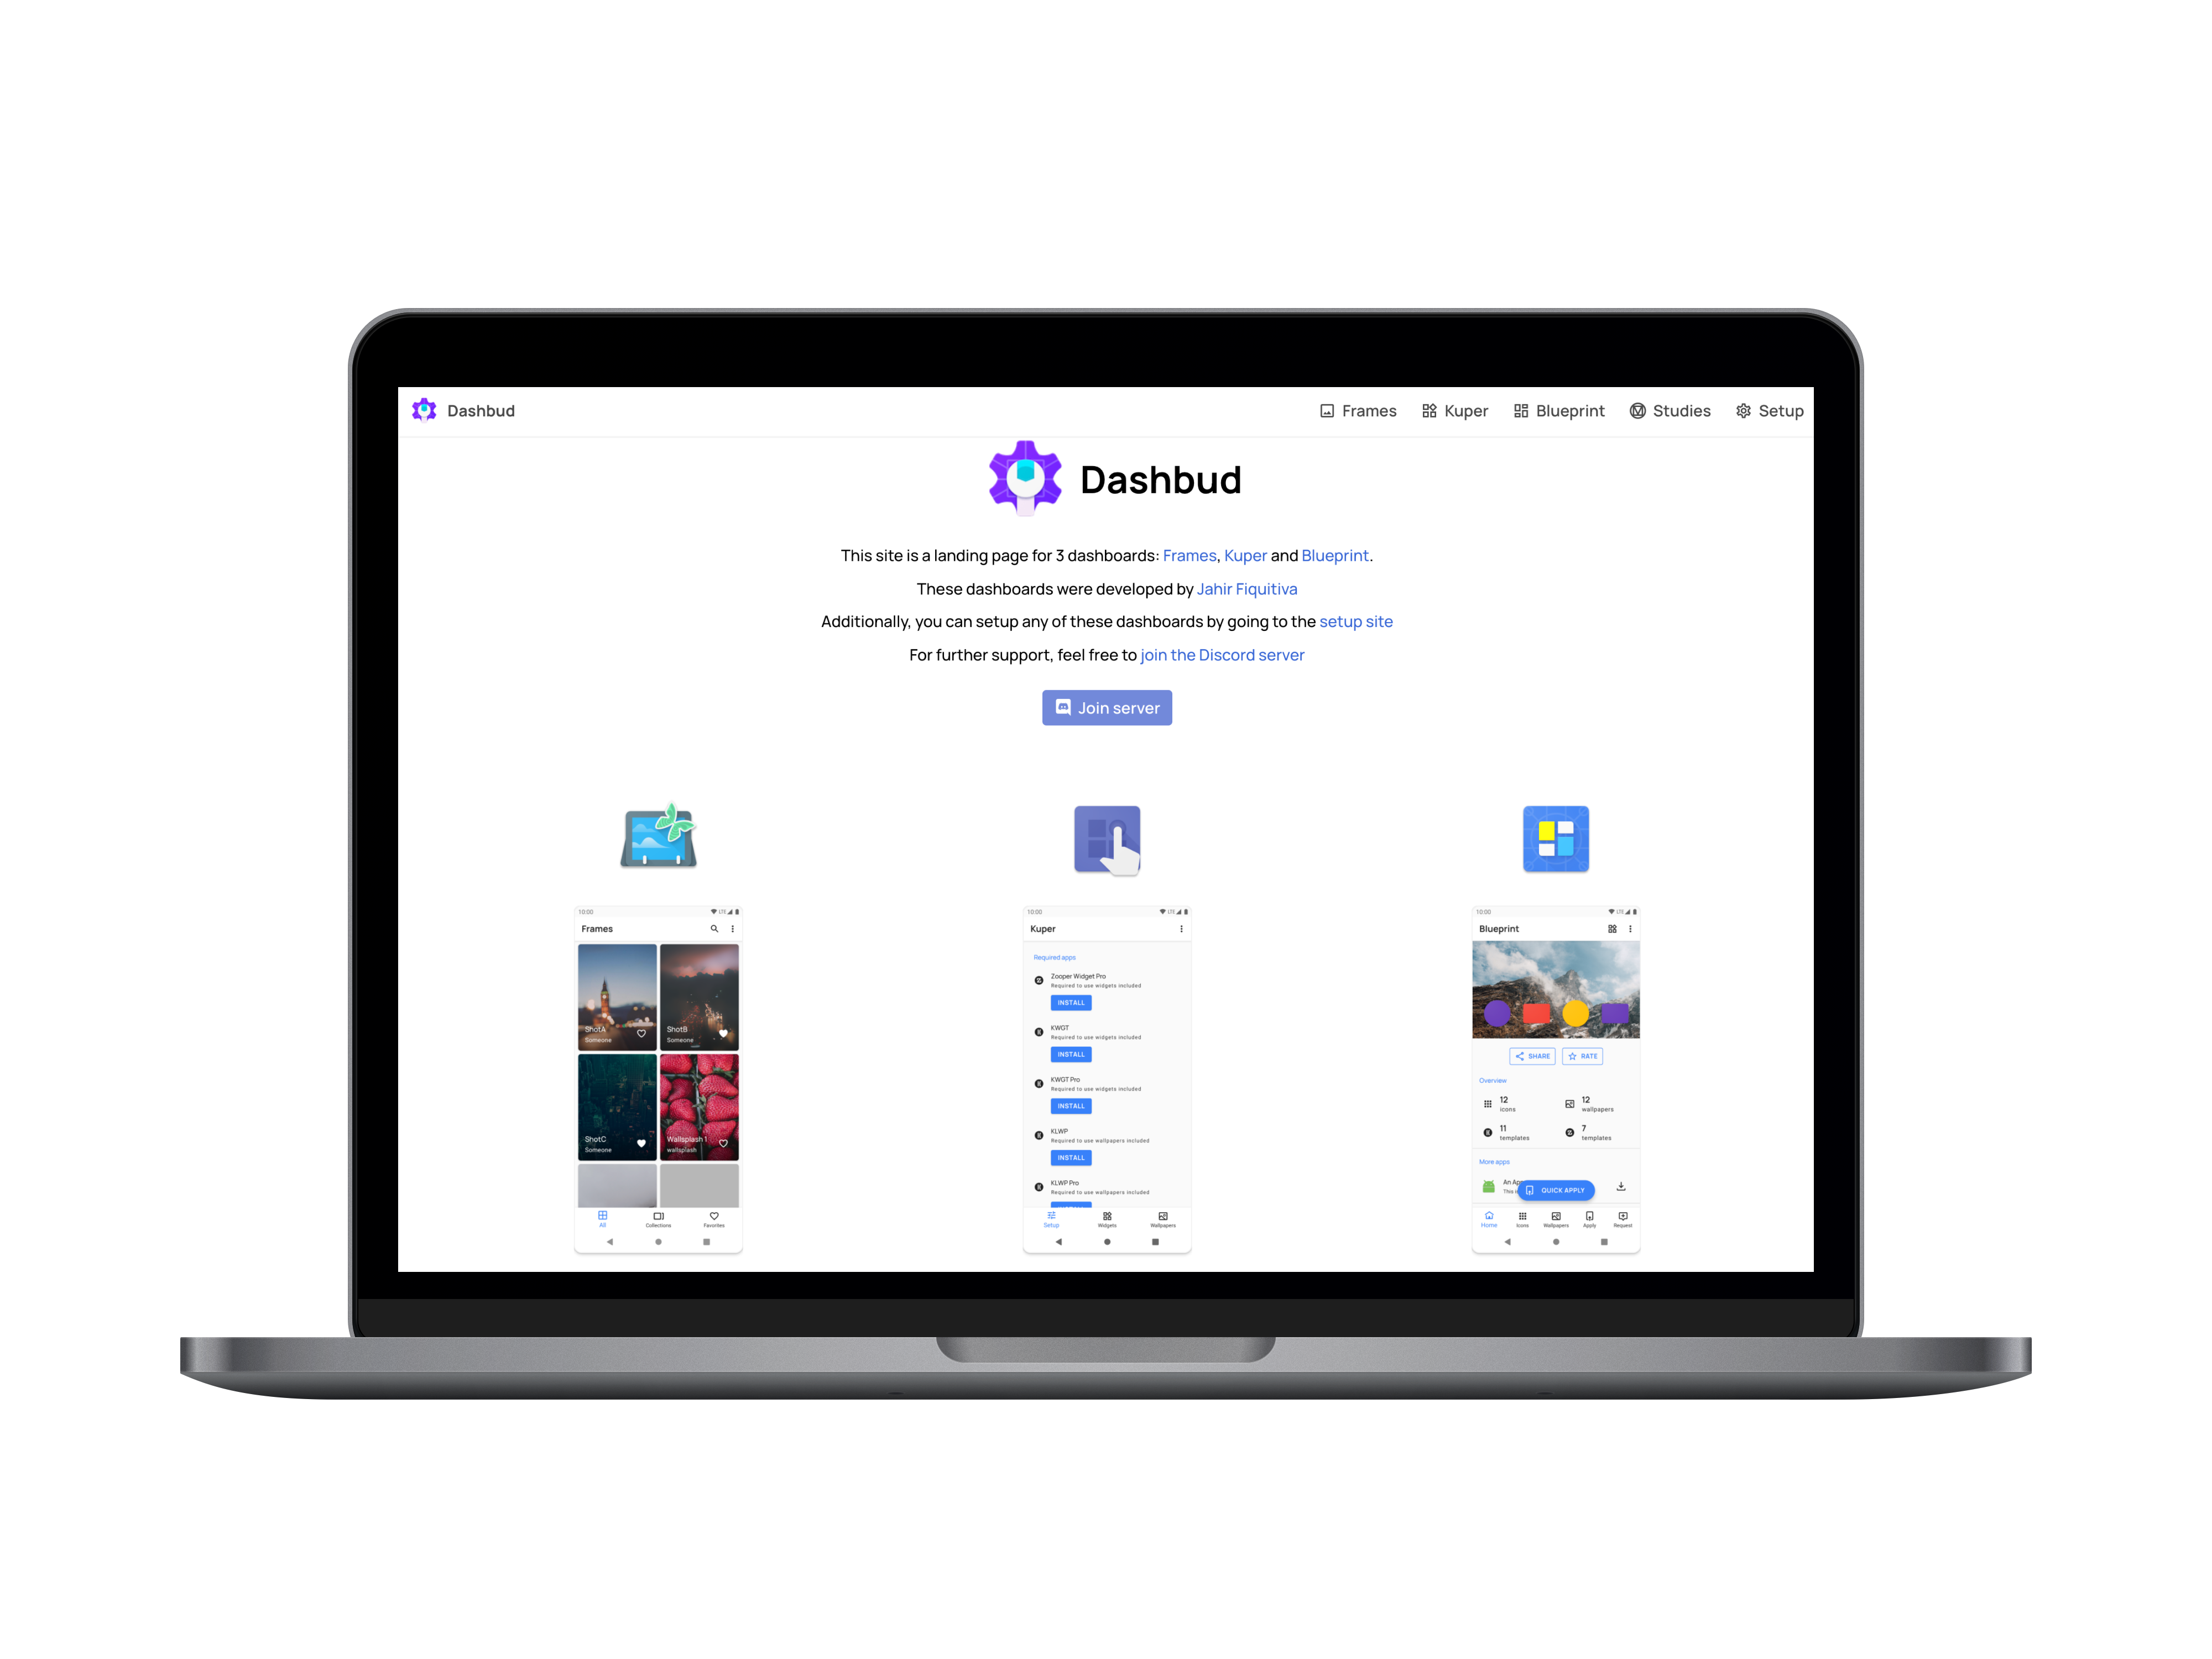 Dashbud
Frames Kuper Blueprint Studies Setup
Dashbud
This site is a landing page for 3 dashboards: Frames, Kuper and Blueprint.
These dashboards were developed by Jahir Fiquitiva
Additionally, you can setup any of these dashboards by going to the setup site
For further support, feel free to join the Discord server
Join server
10:00 LTE
Frames
ShotA
Someone
ShotB
Someone
ShotC
Someone
Wallsplash 1
wallsplash
All Collections Favorites
10:00 LTE
Kuper
Required apps
Zooper Widget Pro
Required to use widgets included
INSTALL
KWGT
Required to use widgets included
INSTALL
KWGT Pro
Required to use widgets included
INSTALL
KLWP
Required to use wallpapers included
INSTALL
KLWP Pro
Required to use wallpapers included
Setup Widgets Wallpapers
10:00 LTE
Blueprint
SHARE RATE
Overview
12
icons
12
wallpapers
11
templates
7
templates
More apps
An
QUICK APPLY
Home Icons Wallpapers Apply Request